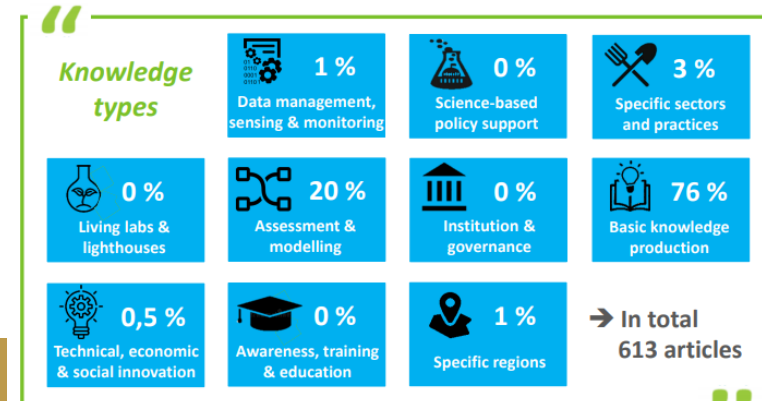 “
Knowledge
types
1 %
Data management,
sensing & monitoring
0 %
Science-based
policy support
3 %
Specific sectors
and practices
0 %
Living labs &
lighthouses
20 %
Assessment &
modelling
0 %
Institution &
governance
76 %
Basic knowledge
production
0,5 %
Technical, economic
& social innovation
0 %
Awareness, training
& education
1 %
Specific regions
➔ In total
613 articles
”